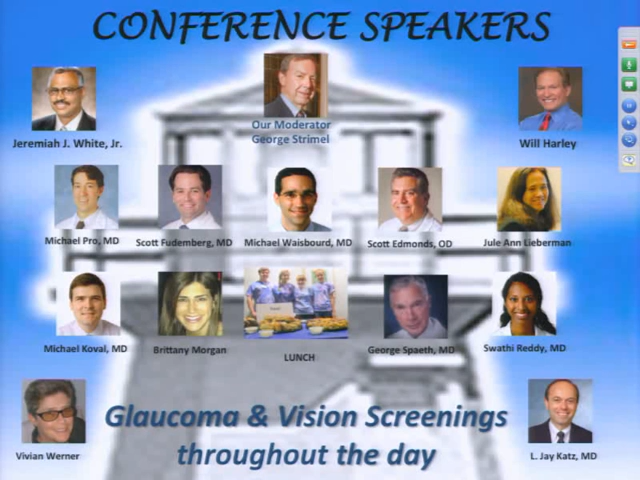 CONFERENCE SPEAKERS
Jeremiah J. White, Jr.
Our Moderator
George Strimel
Will Harley
Michael Pro, MD
Scott Fudemberg, MD
Michael Waisbourd, MD
Scott Edmonds, OD
Jule Ann Lieberman
Michael Koval, MD
Brittany Morgan
LUNCH
George Spaeth, MD
Swathi Reddy, MD
Vivian Werner
Glaucoma & Vision Screenings
throughout the day
L. Jay Katz, MD